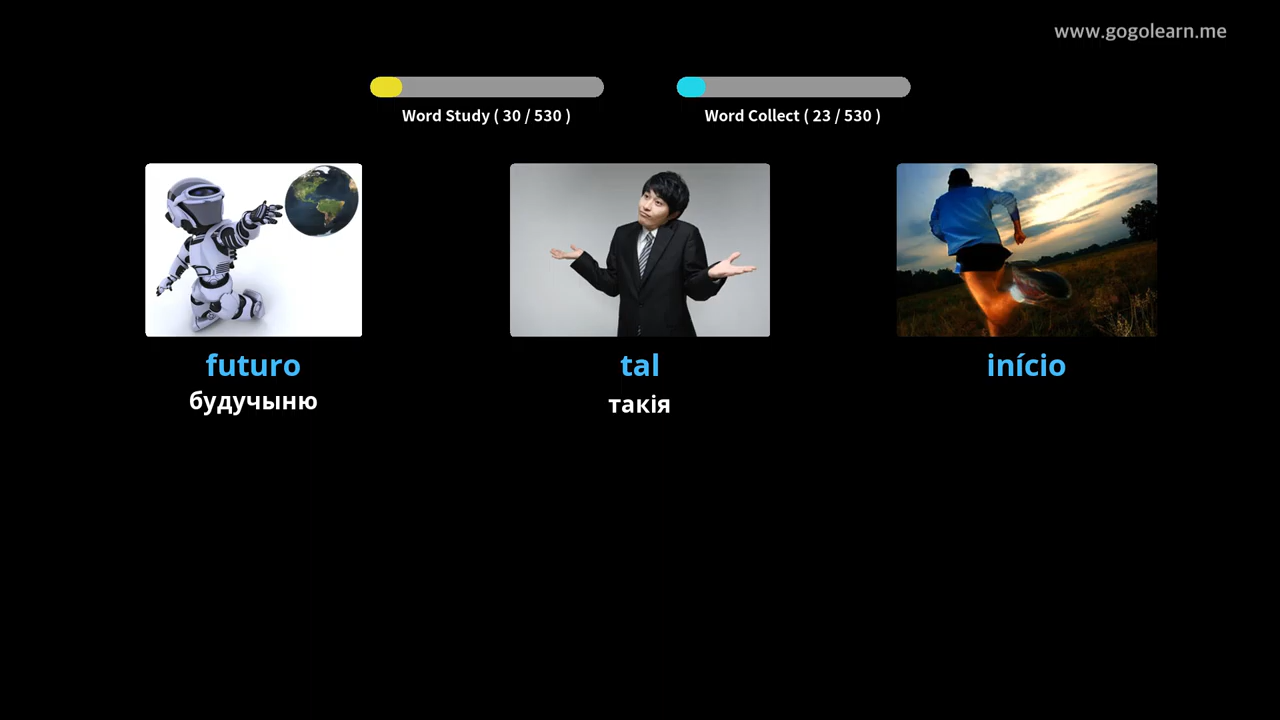 www.gogolearn.me
Word Study ( 30 / 530 )
Word Collect ( 23 / 530 )
futuro
будучыню
tal
такія
início